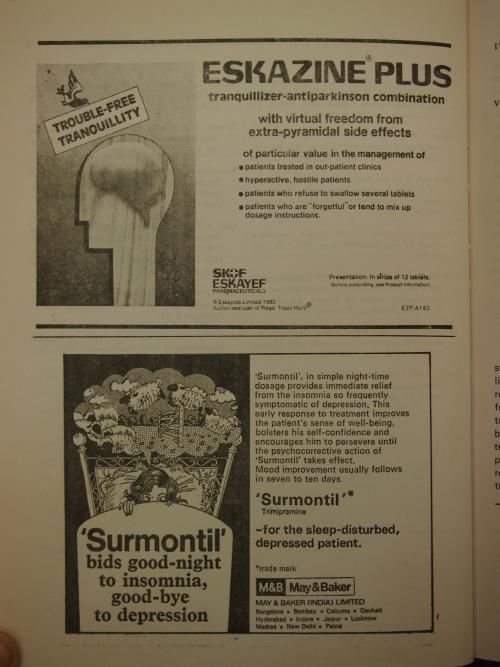 ESKAZINE® PLUS
tranquillizer-antiparkinson combination
TROUBLE-FREE
TRANQUILLITY
with virtual freedom from
extra-pyramidal side effects
of particular value in the management of
● patients treated in out-patient clinics
● hyperactive, hostile patients
● patients who refuse to swallow several tablets
● patients who are "forgetful" or tend to mix up
dosage instructions.
SK&F
ESKAYEF
PHARMACEUTICALS
© Eskaylab Limited 1982
Authorised user of Regd. Trade Mark®
Presentation: In strips of 12 tablets.
(Before prescribing, see Product Information)
EZP:4183
'Surmontil', in simple night-time
dosage provides immediate relief
from the insomnia so frequently
symptomatic of depression. This
early response to treatment improves
the patient's sense of well-being,
bolsters his self-confidence and
encourages him to persevere until
the psychocorrective action of
'Surmontil' takes effect.
Mood improvement usually follows
in seven to ten days.
'Surmontil'*
Trimipramine
–for the sleep-disturbed,
depressed patient.
*trade mark
M&B May&Baker
MAY & BAKER (INDIA) LIMITED
Bangalore ● Bombay ● Calcutta ● Gauhati
Hyderabad ● Indore ● Jaipur ● Lucknow
Madras ● New Delhi ● Patna
'Surmontil'
bids good-night
to insomnia,
good-bye
to depression